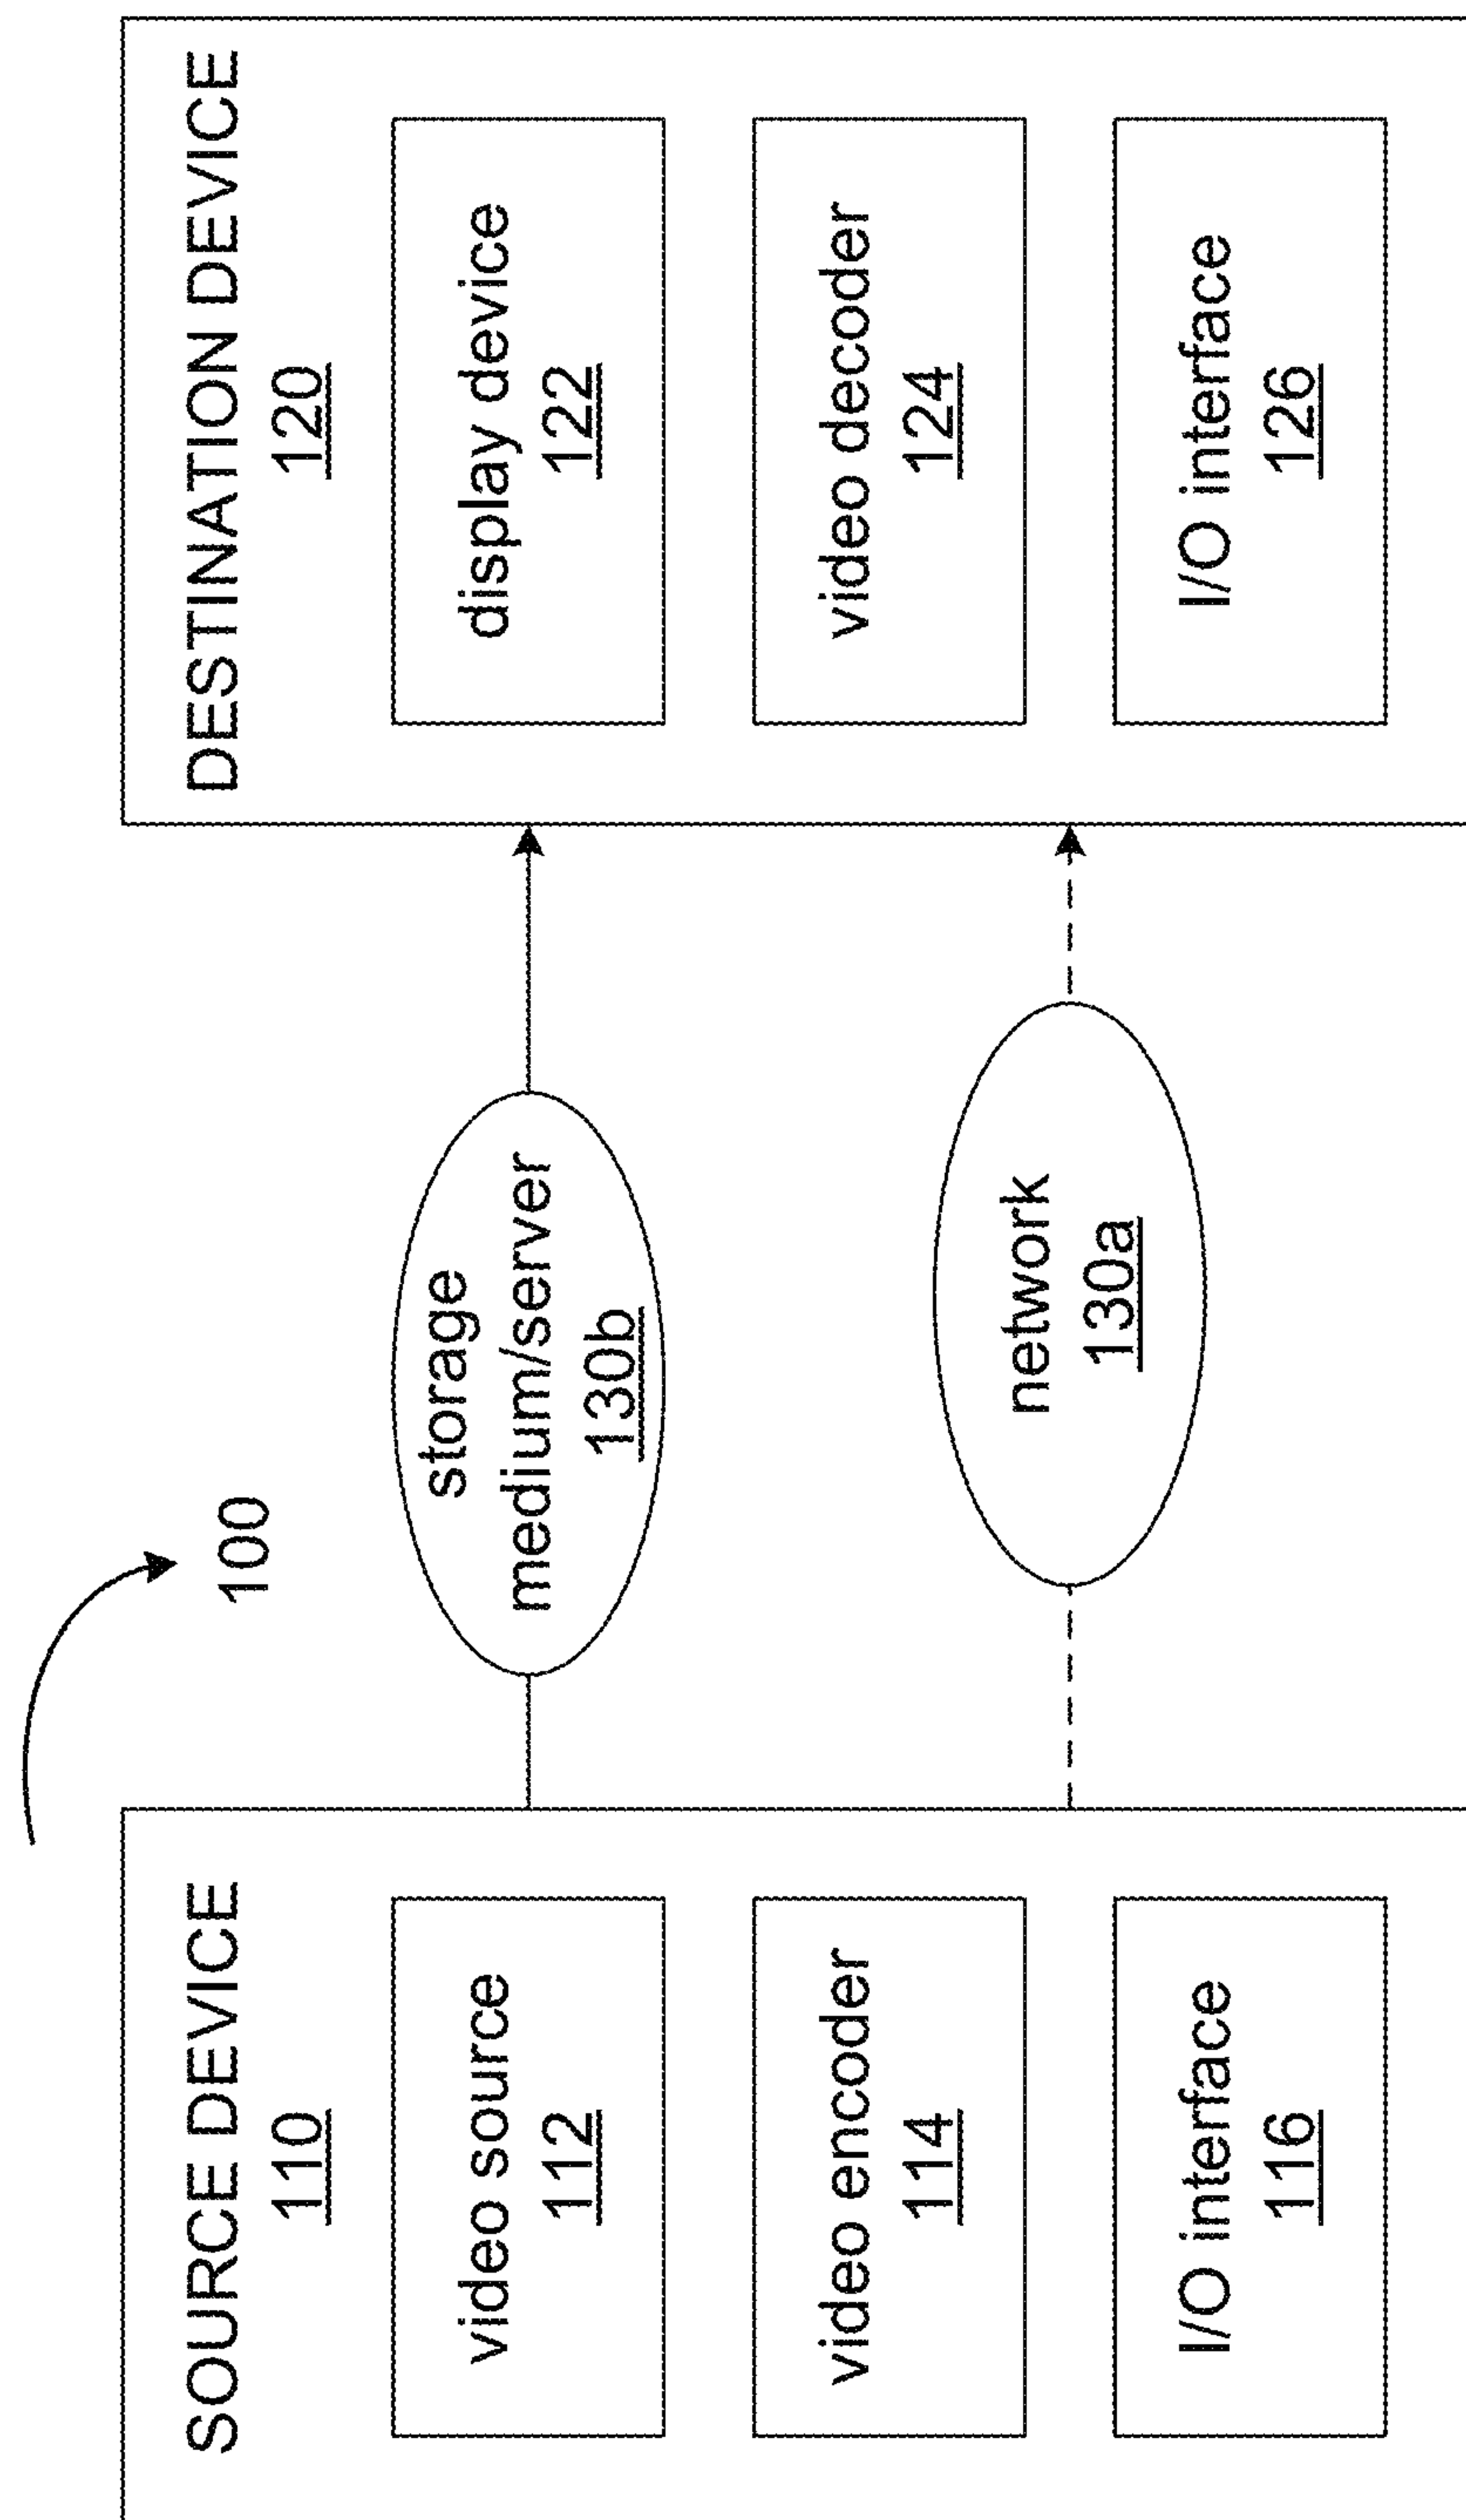 100
SOURCE DEVICE
110
video source
112
video encoder
114
I/O interface
116
storage
medium/server
130b
network
130a
DESTINATION DEVICE
120
display device
122
video decoder
124
I/O interface
126